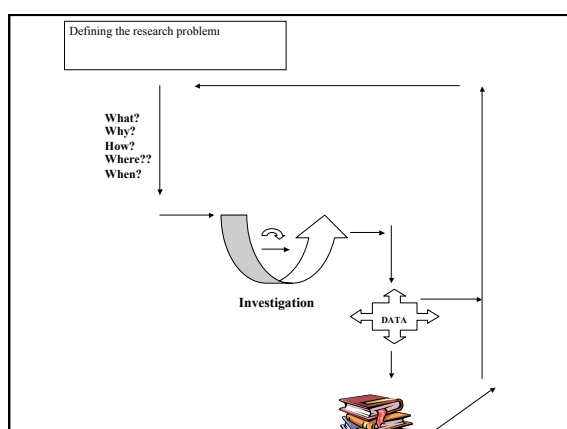 Defining the research problem
What?
Why?
How?
Where??
When?
Investigation
DATA